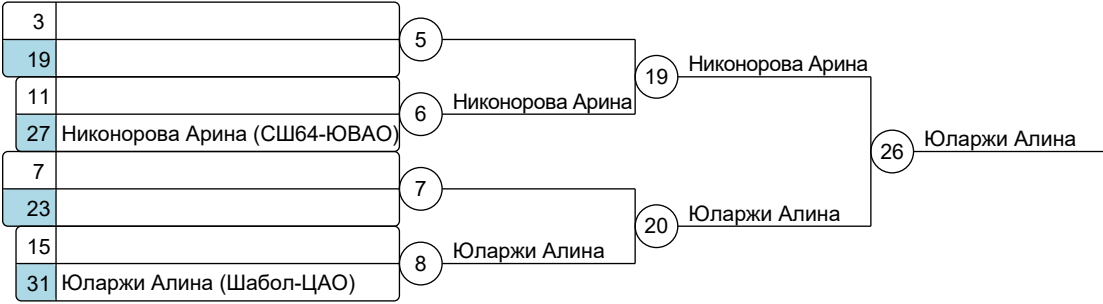 3
5
19
19 Никонорова Арина
11
6 Никонорова Арина
27 Никонорова Арина (СШ64-ЮВАО)
26 Юларжи Алина
7
7
23
20 Юларжи Алина
15
8 Юларжи Алина
31 Юларжи Алина (Шабол-ЦАО)